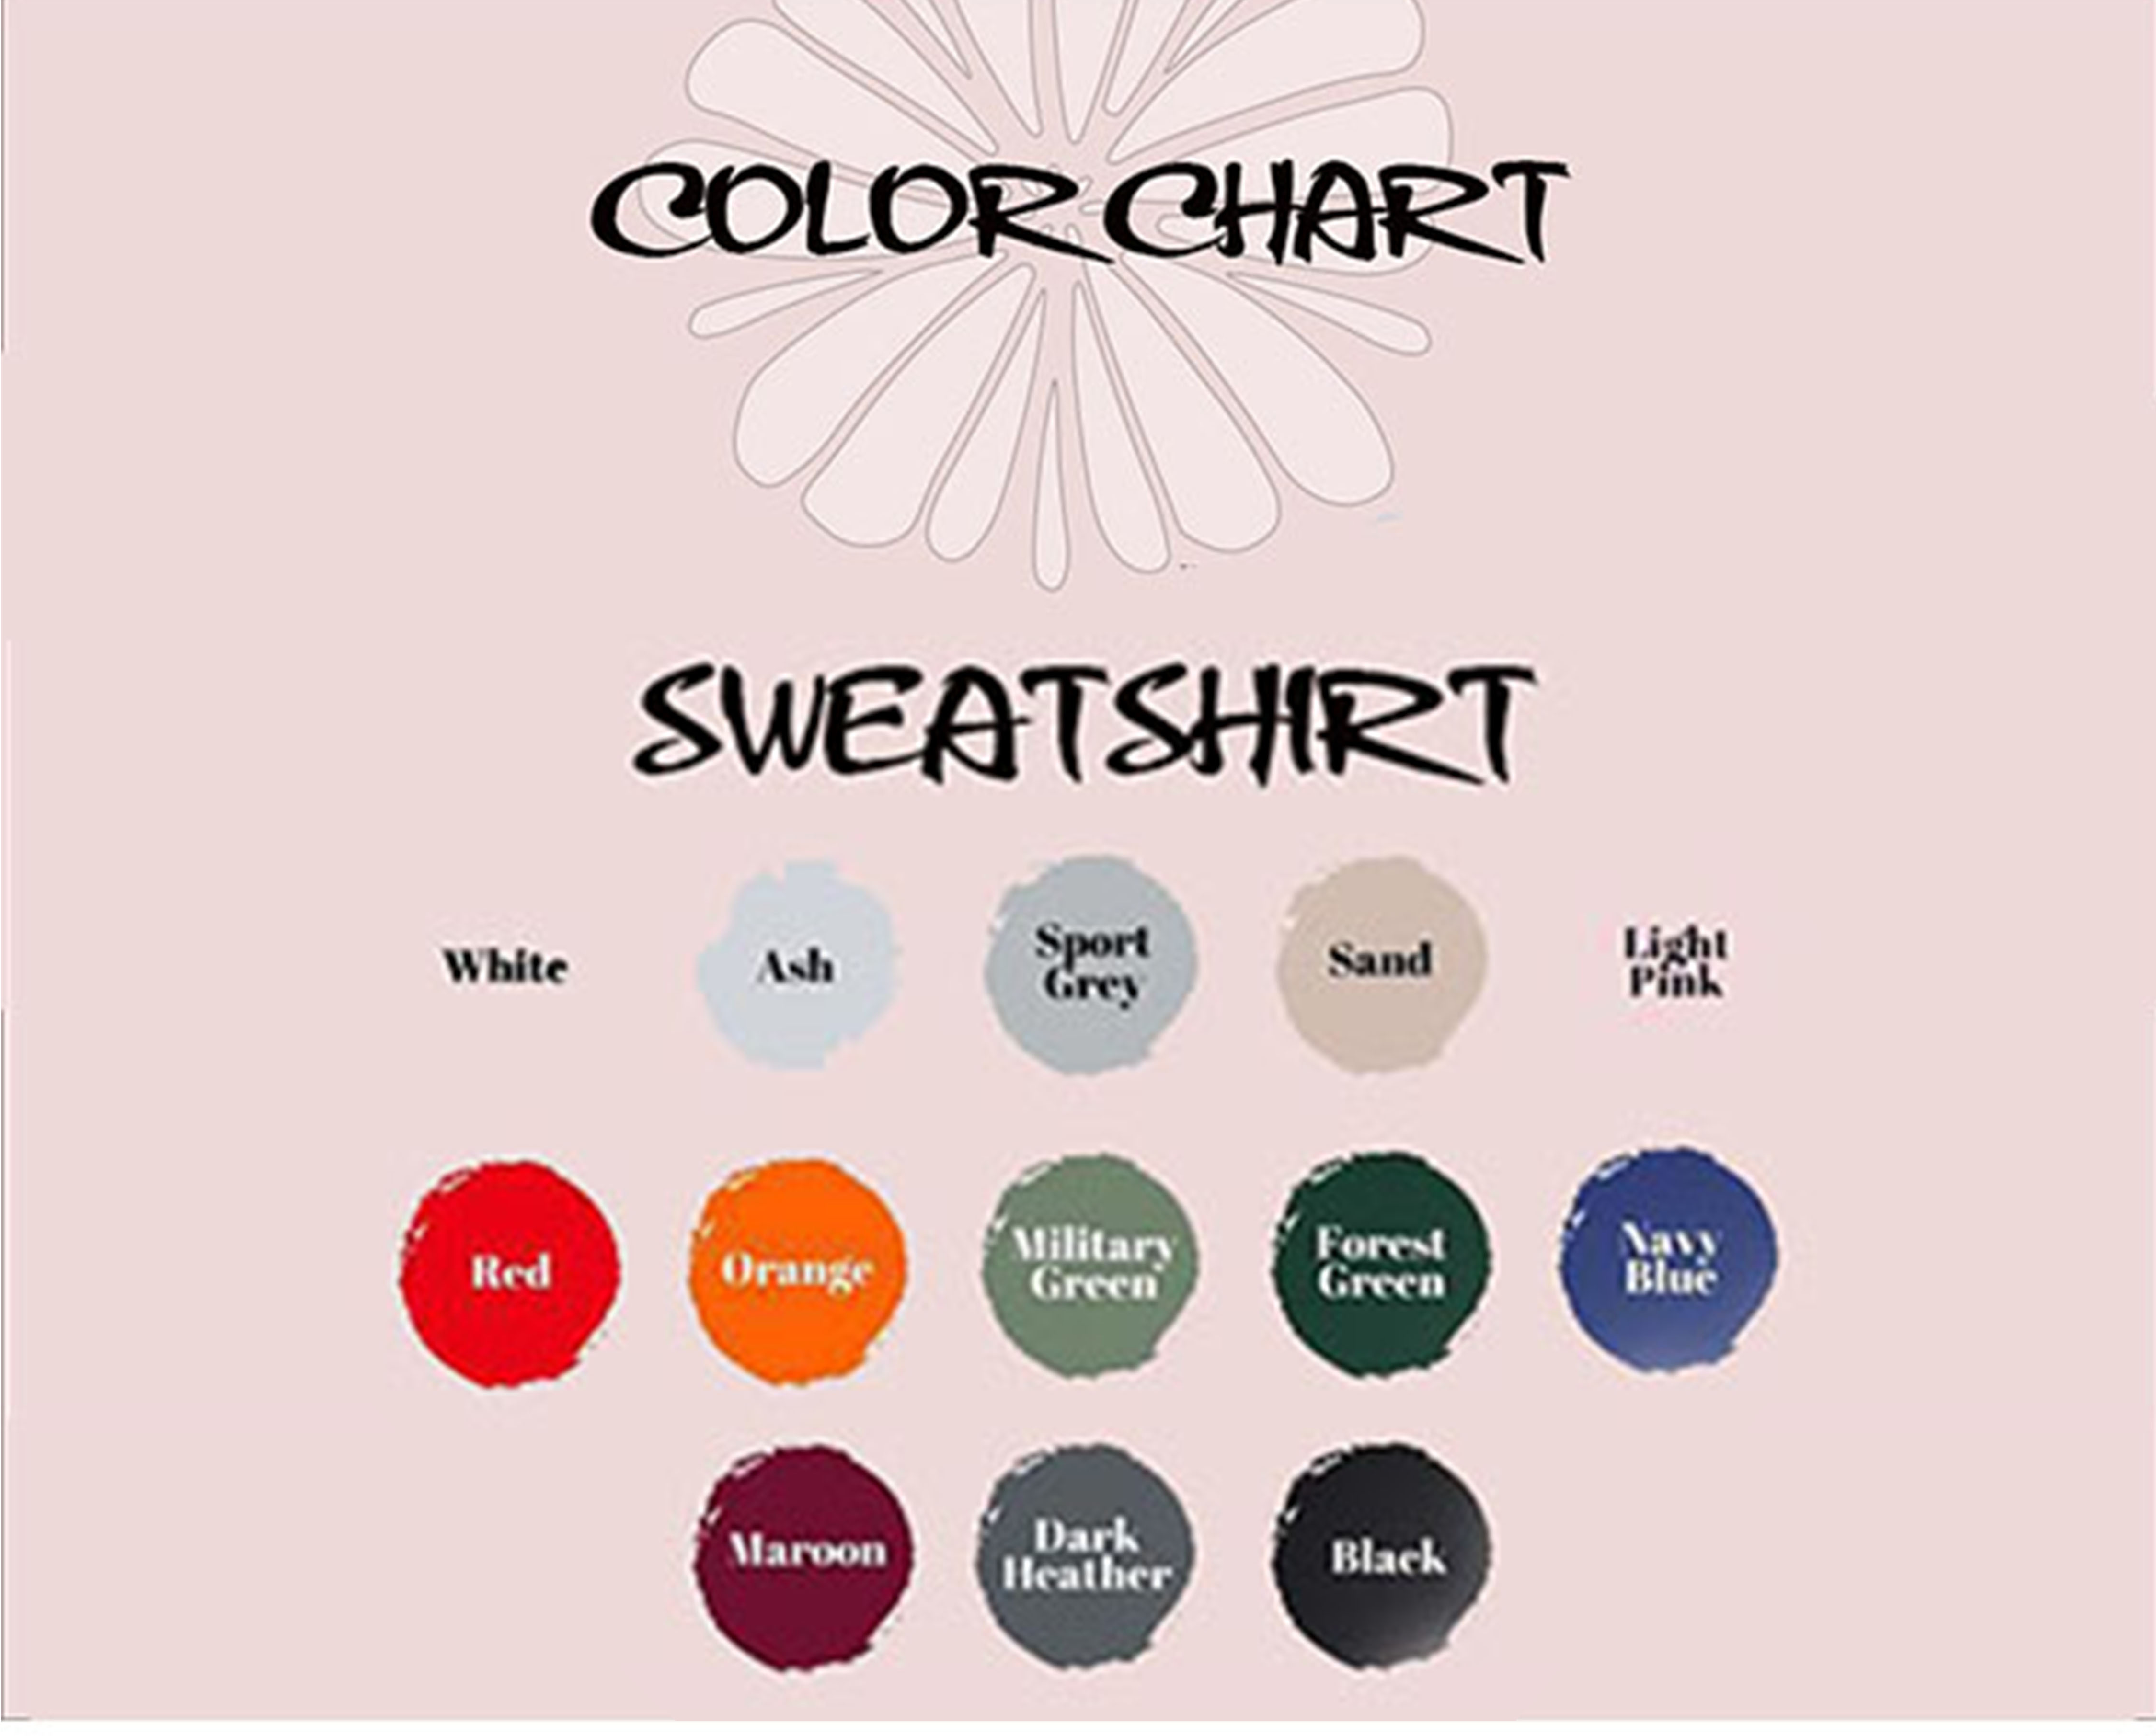 COLOR CHART
SWEATSHIRT
White
Ash
Sport
Grey
Sand
Light
Pink
Red
Orange
Military
Green
Forest
Green
Navy
Blue
Maroon
Dark
Heather
Black